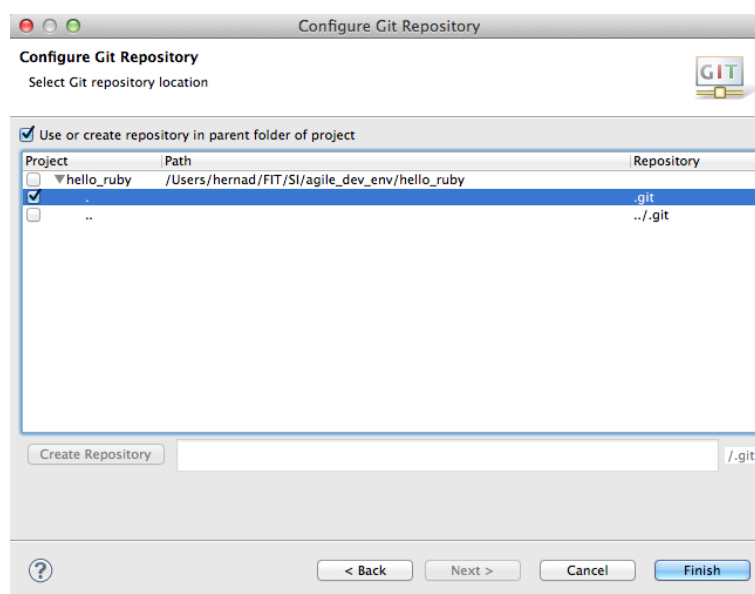 Configure Git Repository
Configure Git Repository
Select Git repository location
GIT
Use or create repository in parent folder of project
Project Path Repository
hello_ruby /Users/hernad/FIT/SI/agile_dev_env/hello_ruby
. .git
.. ../.git
Create Repository /.git
? < Back Next > Cancel Finish